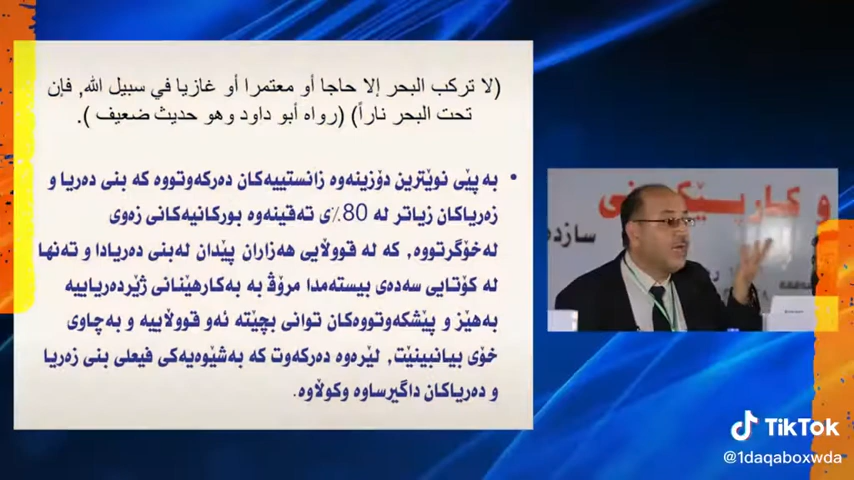 (لا تركب البحر إلا حاجا أو معتمرا أو غازيا في سبيل الله, فإن
تحت البحر ناراً) (رواه أبو داود وهو حديث ضعيف ).
• بەپێی نوێترین دۆزینەوە زانستییەکان دەرکەوتووە کە بنی دەریا و
زەریاکان زیاتر لە 80٪ی تەقینەوە بورکانیەکانی زەوی
لەخۆگرتووە, کە لە قووڵایی هەزاران پێدان لەبنی دەریادا و تەنها
لە کۆتایی سەدەی بیستەمدا مرۆڤ بە بەکارهێنانی ژێردەریاییە
بەهێز و پێشکەوتووەکان توانی بچێتە ئەو قووڵاییە و بەچاوی
خۆی بیانبینێت, لێرەوە دەرکەوت کە بەشێوەیەکی فیعلی بنی زەریا
و دەریاکان داگیرساوە وکوڵاوە.
سازدە
TikTok
@1daqaboxwda